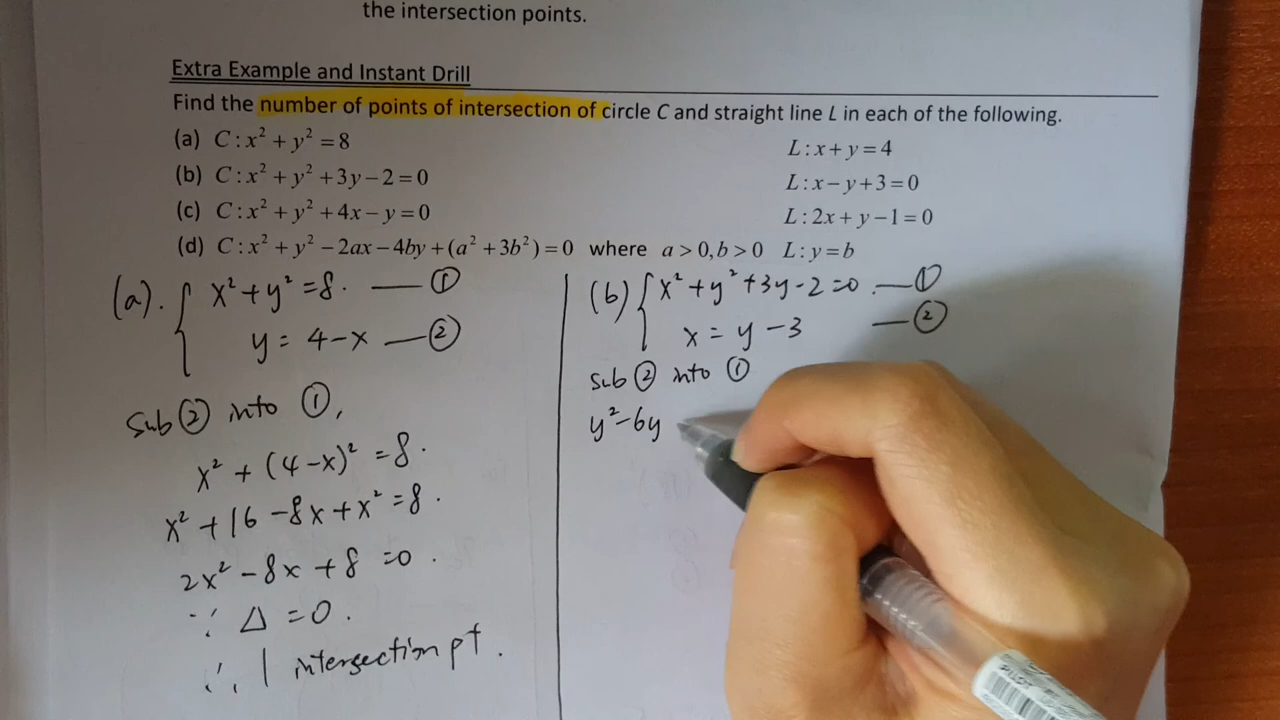 the intersection points.
Extra Example and Instant Drill
Find the number of points of intersection of circle C and straight line L in each of the following.
(a) C : x² + y² = 8 L : x + y = 4
(b) C : x² + y² + 3y − 2 = 0 L : x − y + 3 = 0
(c) C : x² + y² + 4x − y = 0 L : 2x + y − 1 = 0
(d) C : x² + y² − 2ax − 4by + (a² + 3b²) = 0 where a > 0, b > 0 L : y = b
(a). { x² + y² = 8. — ①
y = 4 − x — ②
Sub ② into ①,
x² + (4 − x)² = 8.
x² + 16 − 8x + x² = 8.
2x² − 8x + 8 = 0.
∵ Δ = 0.
∴ 1 intersection pt.
(b) { x² + y² + 3y − 2 = 0. — ①
x = y − 3 — ②
Sub ② into ①
y² − 6y